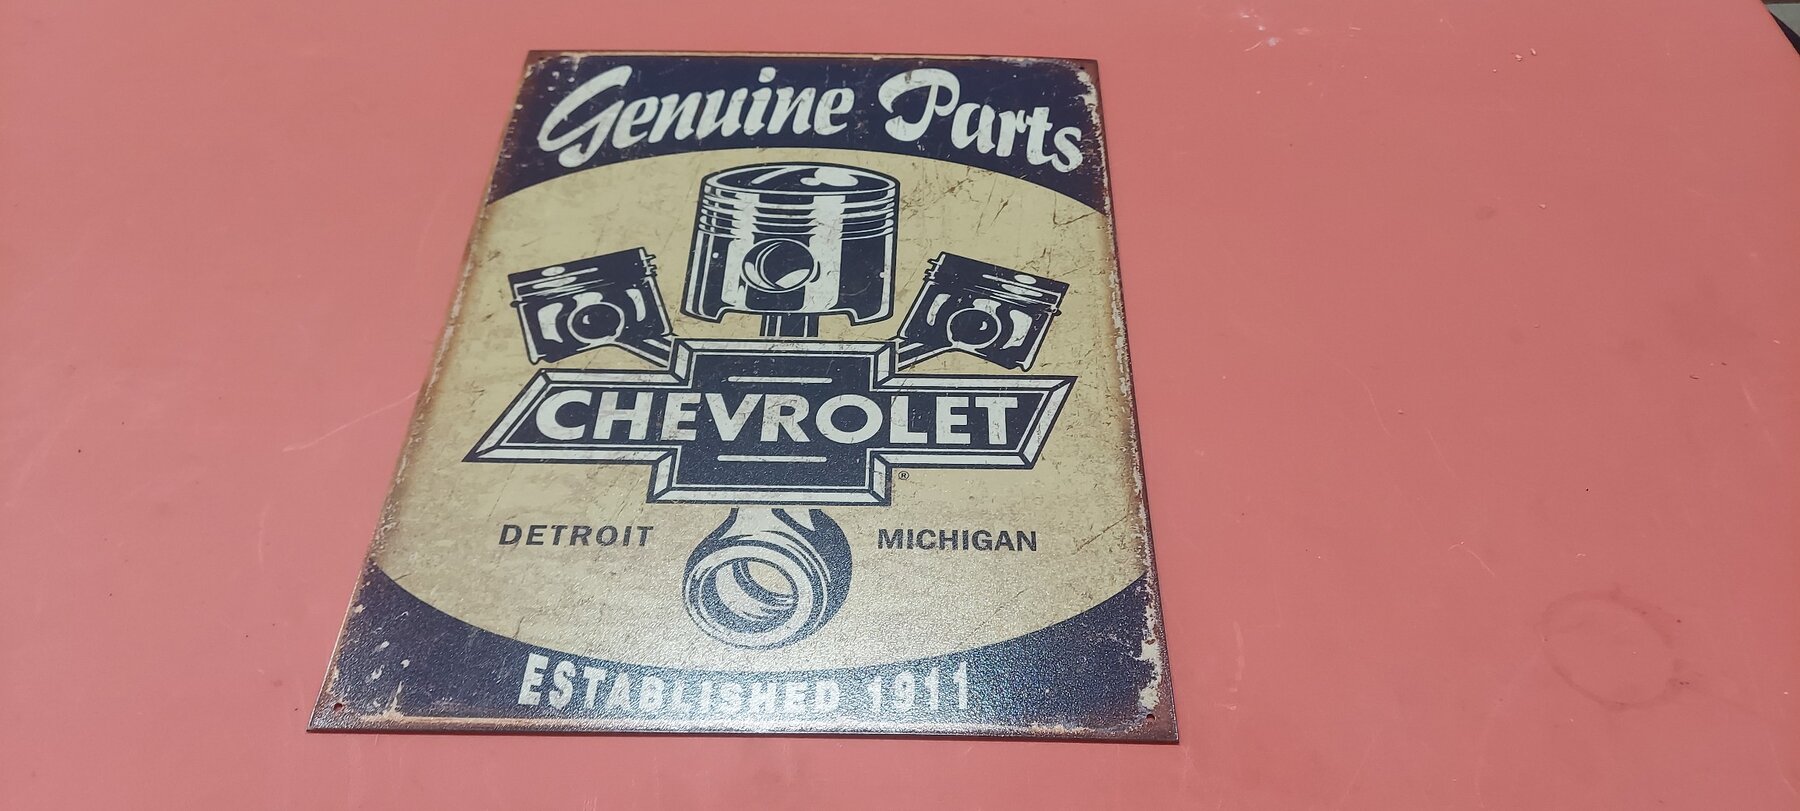 Genuine Parts
CHEVROLET
®
DETROIT MICHIGAN
ESTABLISHED 1911